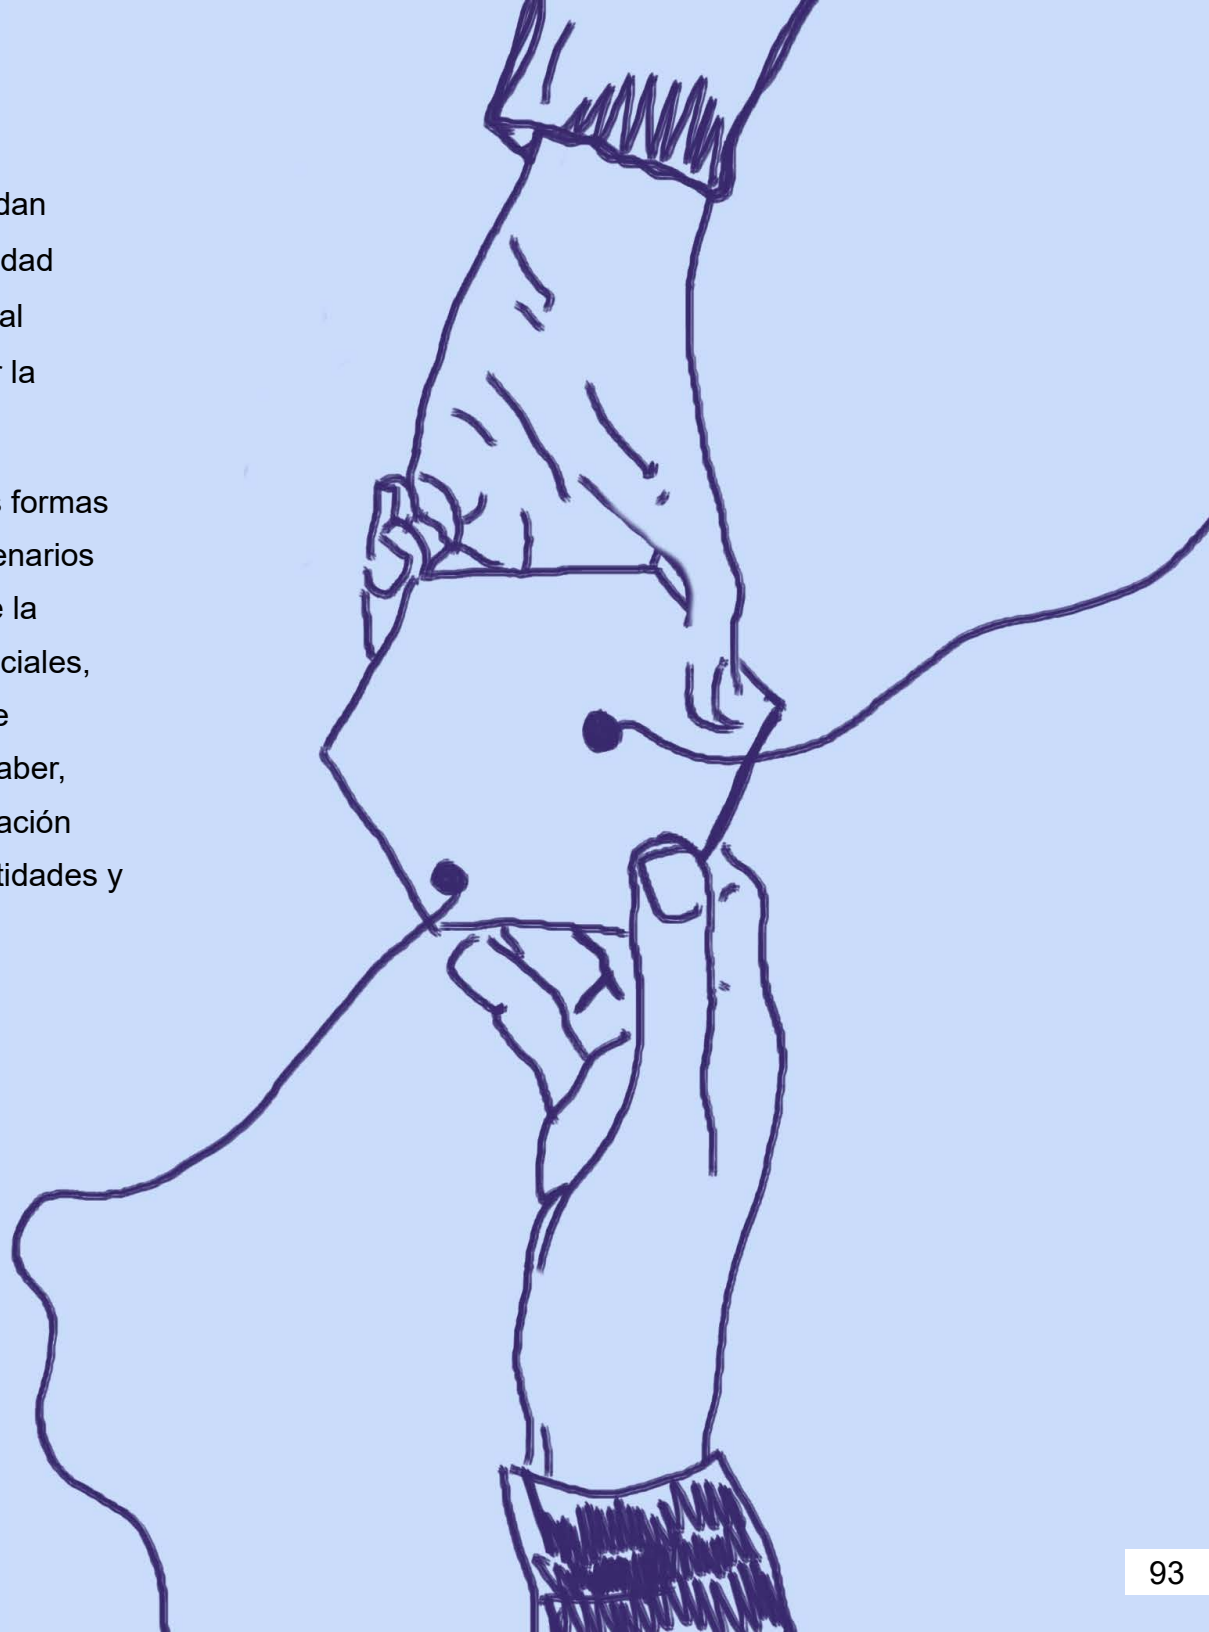 dan
dad
al
r la
s formas
enarios
e la
ciales,
e
aber,
ación
tidades y
93